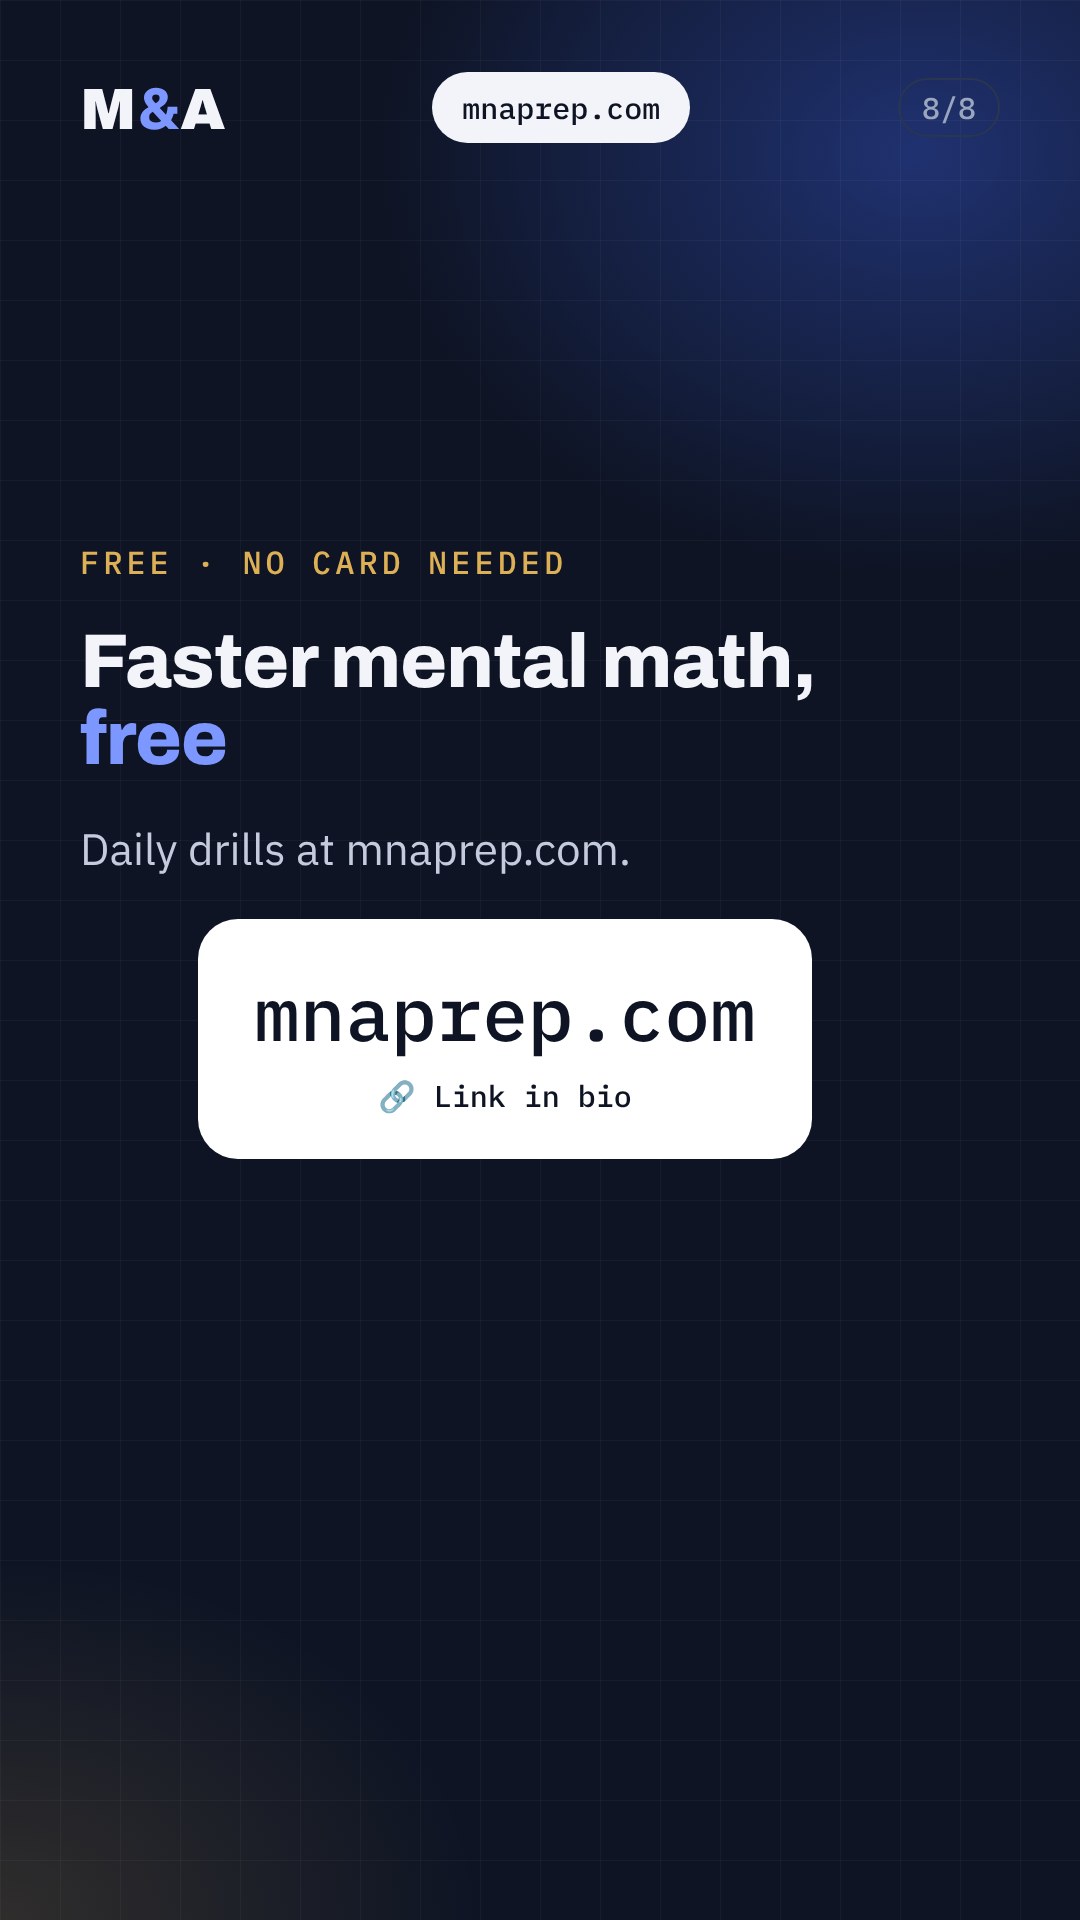 M&A
mnaprep.com
8/8
FREE · NO CARD NEEDED
Faster mental math,
free
Daily drills at mnaprep.com.
mnaprep.com
🔗 Link in bio